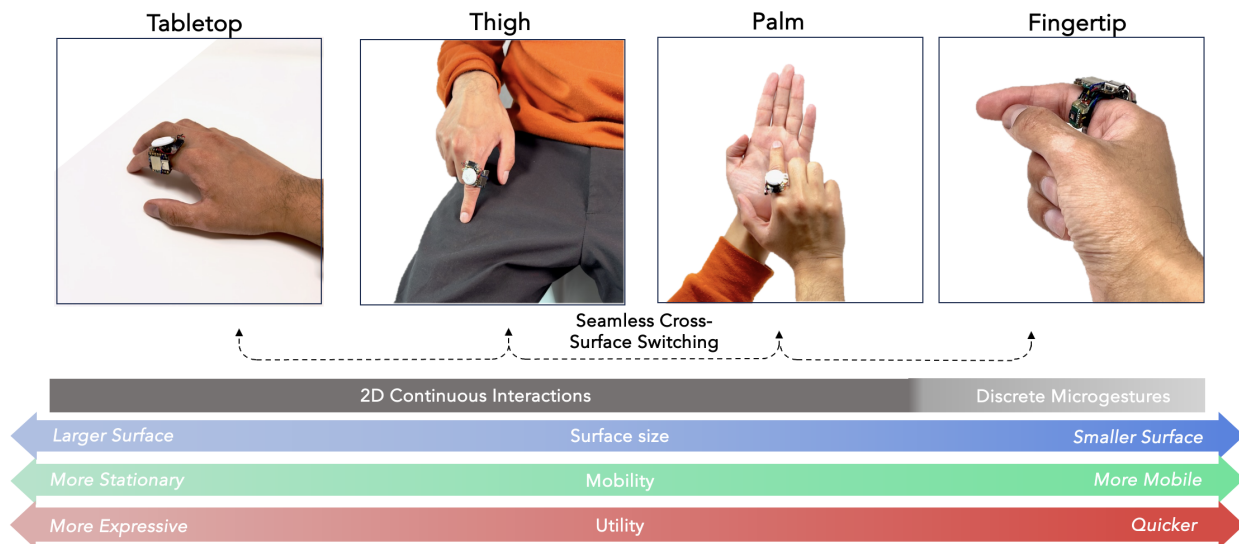 Tabletop
Thigh
Palm
Fingertip
Seamless Cross-
Surface Switching
2D Continuous Interactions
Discrete Microgestures
Larger Surface
Surface size
Smaller Surface
More Stationary
Mobility
More Mobile
More Expressive
Utility
Quicker